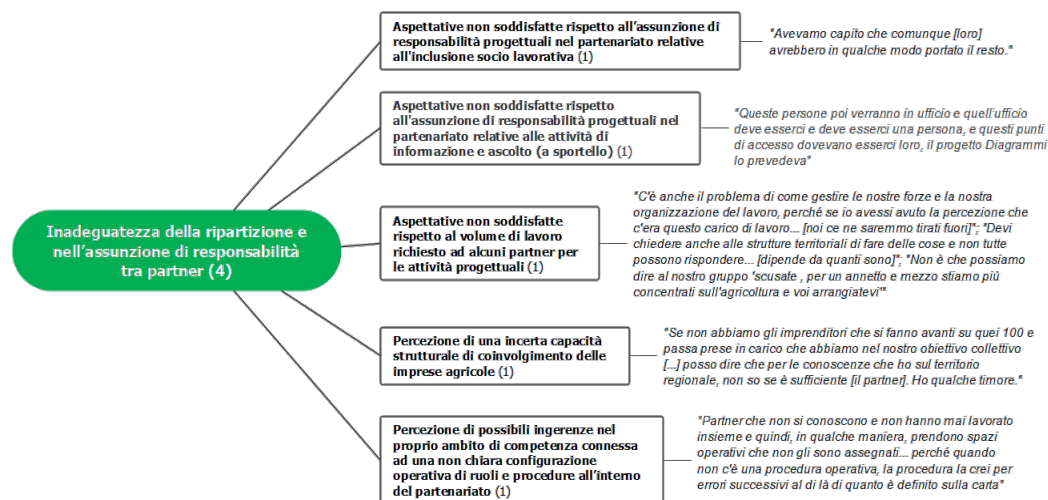 Aspettative non soddisfatte rispetto all'assunzione di
responsabilità progettuali nel partenariato relative
all'inclusione socio lavorativa (1)
"Avevamo capito che comunque [loro]
avrebbero in qualche modo portato il resto."
Aspettative non soddisfatte rispetto
all'assunzione di responsabilità progettuali nel
partenariato relative alle attività di
informazione e ascolto (a sportello) (1)
"Queste persone poi verranno in ufficio e quell'ufficio
deve esserci e deve esserci una persona, e questi punti
di accesso dovevano esserci loro, il progetto Diagrammi
lo prevedeva"
Inadeguatezza della ripartizione e
nell'assunzione di responsabilità
tra partner (4)
Aspettative non soddisfatte
rispetto al volume di lavoro
richiesto ad alcuni partner per
le attività progettuali (1)
"C'è anche il problema di come gestire le nostre forze e la nostra
organizzazione del lavoro, perché se io avessi avuto la percezione che
c'era questo carico di lavoro... [noi ce ne saremmo tirati fuori]"; "Devi
chiedere anche alle strutture territoriali di fare delle cose e non tutte
possono rispondere... [dipende da quanti sono]"; "Non è che possiamo
dire al nostro gruppo 'scusate , per un annetto e mezzo stiamo più
concentrati sull'agricoltura e voi arrangiatevi'"
Percezione di una incerta capacità
strutturale di coinvolgimento delle
imprese agricole (1)
"Se non abbiamo gli imprenditori che si fanno avanti su quei 100 e
passa prese in carico che abbiamo nel nostro obiettivo collettivo
[...] posso dire che per le conoscenze che ho sul territorio
regionale, non so se è sufficiente [il partner]. Ho qualche timore."
Percezione di possibili ingerenze nel
proprio ambito di competenza connessa
ad una non chiara configurazione
operativa di ruoli e procedure all'interno
del partenariato (1)
"Partner che non si conoscono e non hanno mai lavorato
insieme e quindi, in qualche maniera, prendono spazi
operativi che non gli sono assegnati... perché quando
non c'è una procedura operativa, la procedura la crei per
errori successivi al di là di quanto è definito sulla carta"